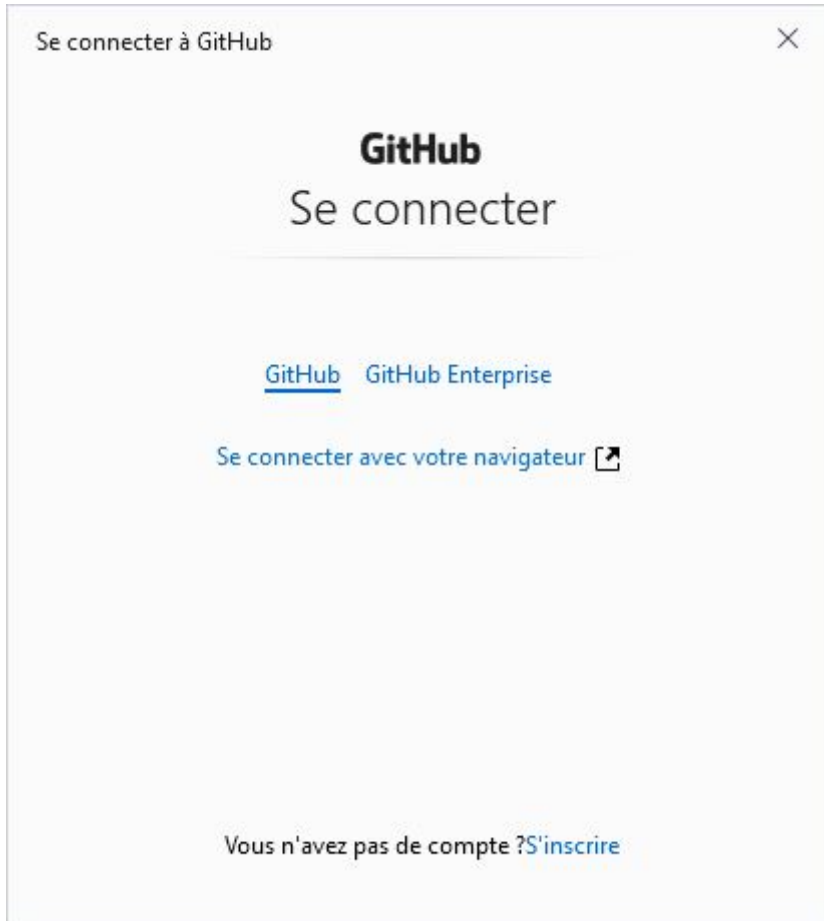 Se connecter à GitHub
GitHub
Se connecter
GitHub GitHub Enterprise
Se connecter avec votre navigateur
Vous n'avez pas de compte ?S'inscrire